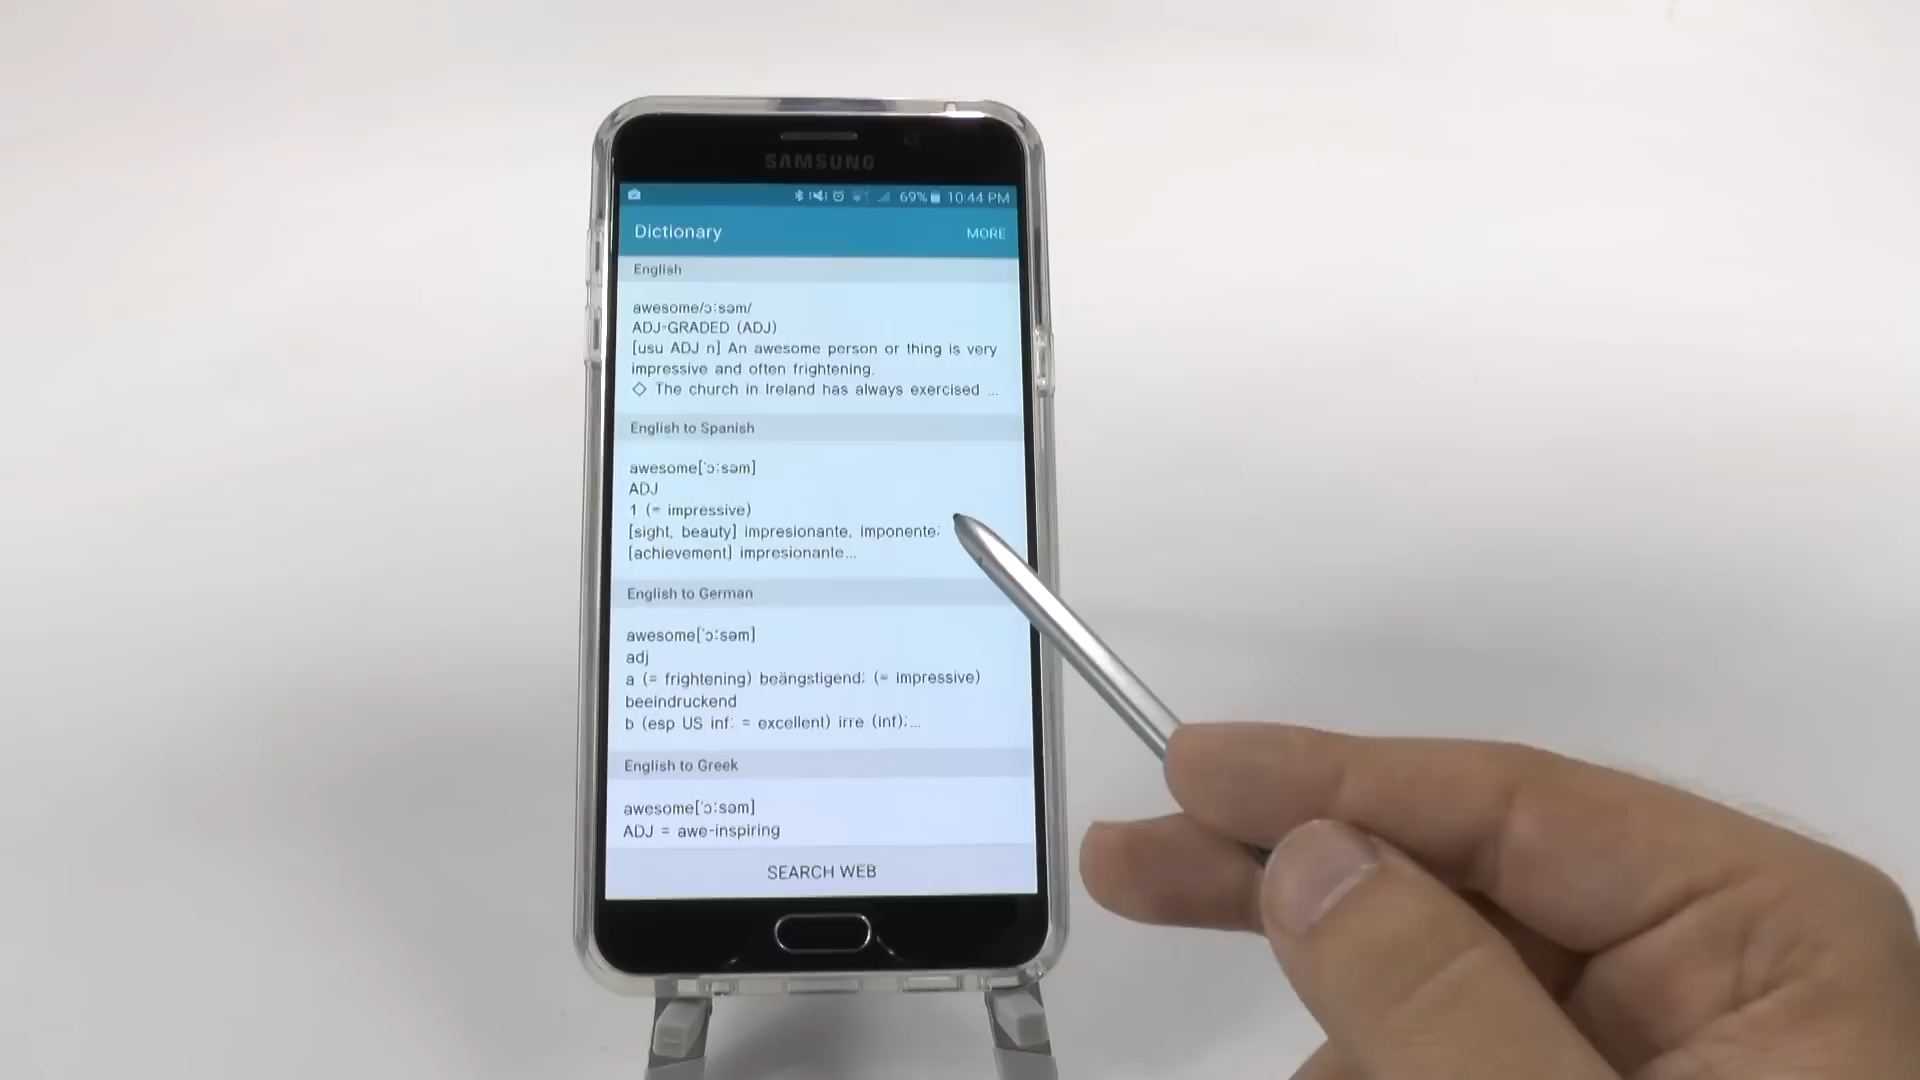 SAMSUNG
69% 10:44 PM
Dictionary
MORE
English
awesome/ɔːsəm/
ADJ-GRADED (ADJ)
[usu ADJ n] An awesome person or thing is very
impressive and often frightening.
◇ The church in Ireland has always exercised ...
English to Spanish
awesome['ɔːsəm]
ADJ
1 (= impressive)
[sight, beauty] impresionante, imponente;
[achievement] impresionante...
English to German
awesome['ɔːsəm]
adj
a (= frightening) beängstigend; (= impressive)
beeindruckend
b (esp US inf: = excellent) irre (inf);...
English to Greek
awesome['ɔːsəm]
ADJ = awe-inspiring
SEARCH WEB